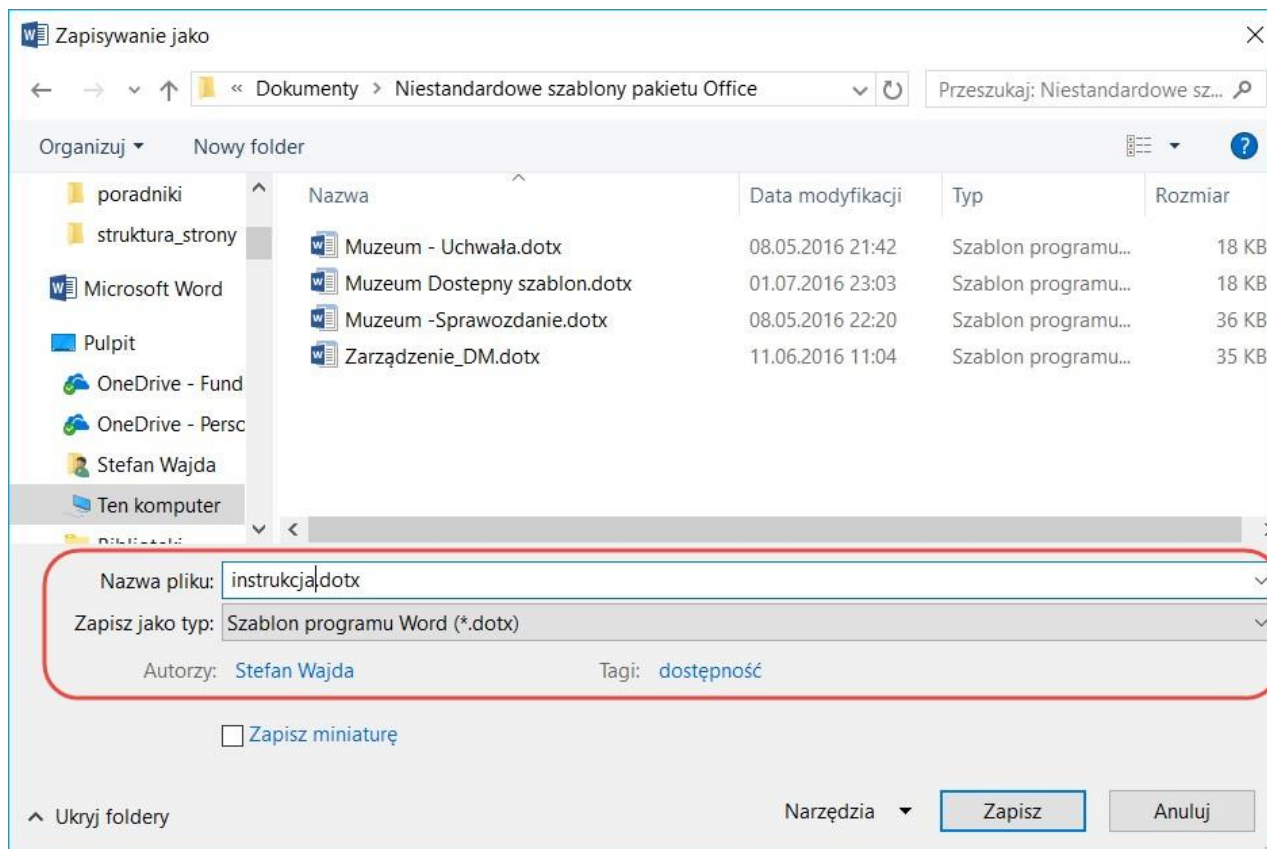 Zapisywanie jako
« Dokumenty > Niestandardowe szablony pakietu Office
Przeszukaj: Niestandardowe sz...
Organizuj Nowy folder
Nazwa Data modyfikacji Typ Rozmiar
poradniki
struktura_strony
Microsoft Word
Pulpit
OneDrive - Fund
OneDrive - Persc
Stefan Wajda
Ten komputer
Muzeum - Uchwała.dotx 08.05.2016 21:42 Szablon programu... 18 KB
Muzeum Dostepny szablon.dotx 01.07.2016 23:03 Szablon programu... 18 KB
Muzeum -Sprawozdanie.dotx 08.05.2016 22:20 Szablon programu... 36 KB
Zarządzenie_DM.dotx 11.06.2016 11:04 Szablon programu... 35 KB
Nazwa pliku: instrukcja.dotx
Zapisz jako typ: Szablon programu Word (*.dotx)
Autorzy: Stefan Wajda Tagi: dostępność
Zapisz miniaturę
Ukryj foldery Narzędzia Zapisz Anuluj